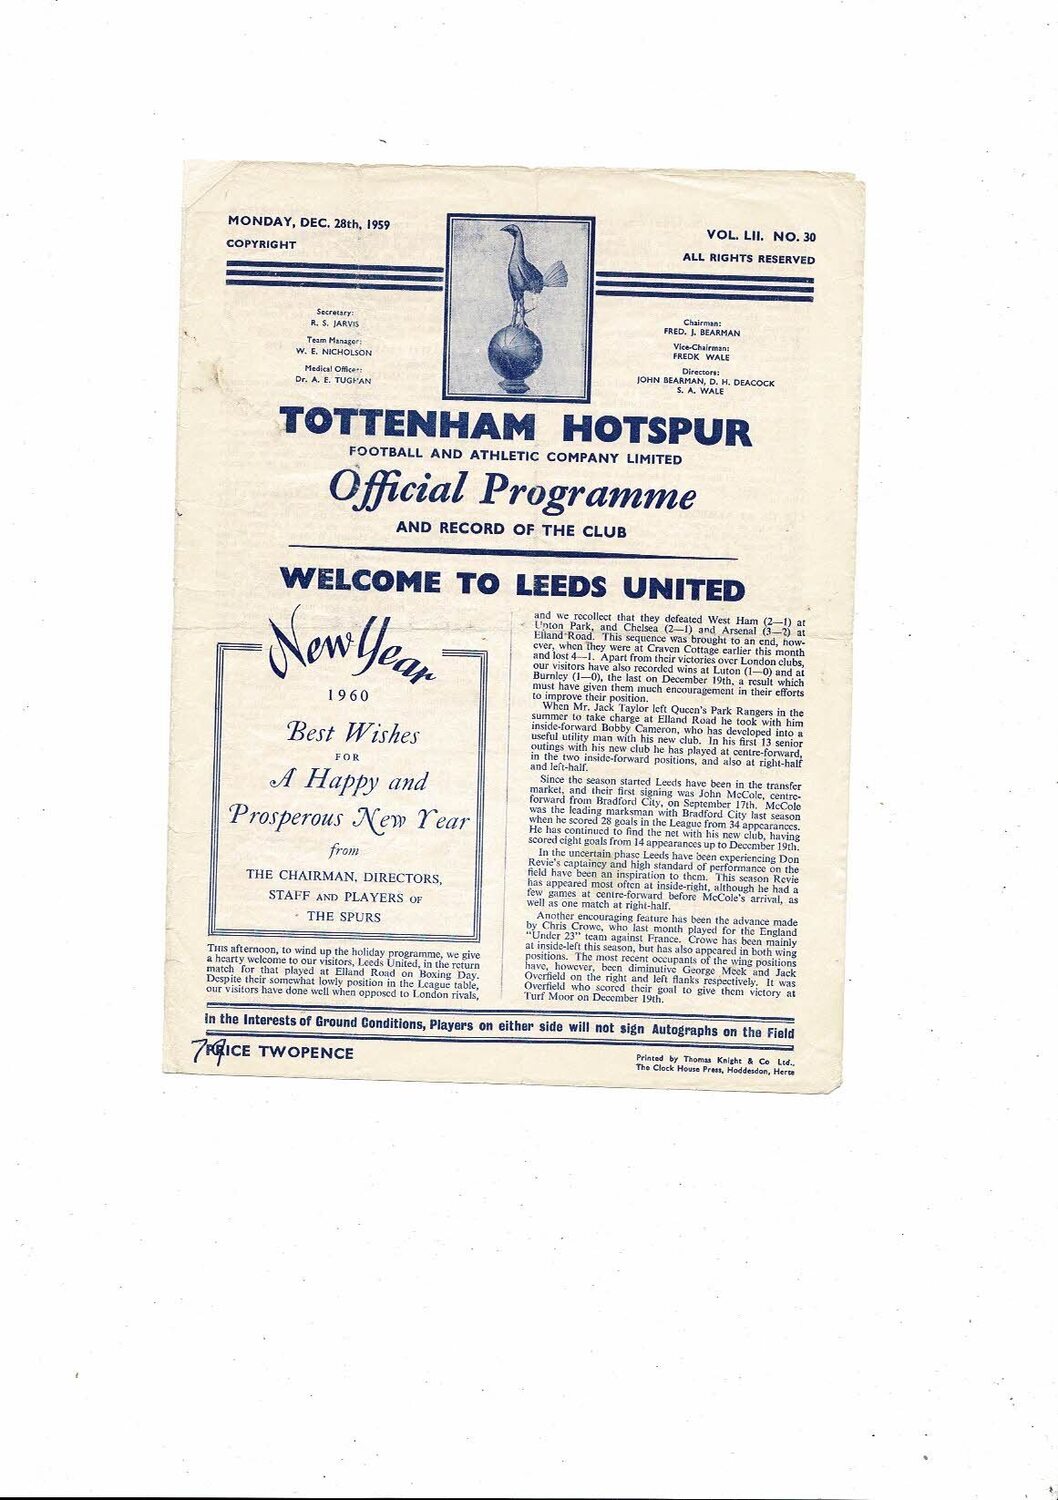 MONDAY, DEC. 28th, 1959
COPYRIGHT
VOL. LII. NO. 30
ALL RIGHTS RESERVED
Secretary:
R. S. JARVIS
Team Manager:
W. E. NICHOLSON
Medical Officer:
Dr. A. E. TUGHAN
Chairman:
FRED. J. BEARMAN
Vice-Chairman:
FREDK WALE
Directors:
JOHN BEARMAN, D. H. DEACOCK
S. A. WALE
TOTTENHAM HOTSPUR
FOOTBALL AND ATHLETIC COMPANY LIMITED
Official Programme
AND RECORD OF THE CLUB
WELCOME TO LEEDS UNITED
New Year
1960
Best Wishes
FOR
A Happy and
Prosperous New Year
from
THE CHAIRMAN, DIRECTORS,
STAFF AND PLAYERS OF
THE SPURS
THIS afternoon, to wind up the holiday programme, we give
a hearty welcome to our visitors, Leeds United, in the return
match for that played at Elland Road on Boxing Day.
Despite their somewhat lowly position in the League table,
our visitors have done well when opposed to London rivals,
and we recollect that they defeated West Ham (2—1) at
Upton Park, and Chelsea (2—1) and Arsenal (3—2) at
Elland Road. This sequence was brought to an end, how-
ever, when they were at Craven Cottage earlier this month
and lost 4—1. Apart from their victories over London clubs,
our visitors have also recorded wins at Luton (1—0) and at
Burnley (1—0), the last on December 19th, a result which
must have given them much encouragement in their efforts
to improve their position.
When Mr. Jack Taylor left Queen's Park Rangers in the
summer to take charge at Elland Road he took with him
inside-forward Bobby Cameron, who has developed into a
useful utility man with his new club. In his first 13 senior
outings with his new club he has played at centre-forward,
in the two inside-forward positions, and also at right-half
and left-half.
Since the season started Leeds have been in the transfer
market, and their first signing was John McCole, centre-
forward from Bradford City, on September 17th. McCole
was the leading marksman with Bradford City last season
when he scored 28 goals in the League from 34 appearances.
He has continued to find the net with his new club, having
scored eight goals from 14 appearances up to December 19th.
In the uncertain phase Leeds have been experiencing Don
Revie's captaincy and high standard of performance on the
field have been an inspiration to them. This season Revie
has appeared most often at inside-right, although he had a
few games at centre-forward before McCole's arrival, as
well as one match at right-half.
Another encouraging feature has been the advance made
by Chris Crowe, who last month played for the England
"Under 23" team against France. Crowe has been mainly
at inside-left this season, but has also appeared in both wing
positions. The most recent occupants of the wing positions
have, however, been diminutive George Meek and Jack
Overfield on the right and left flanks respectively. It was
Overfield who scored their goal to give them victory at
Turf Moor on December 19th.
In the Interests of Ground Conditions, Players on either side will not sign Autographs on the Field
PRICE TWOPENCE
Printed by Thomas Knight & Co Ltd.,
The Clock House Press, Hoddesdon, Herts